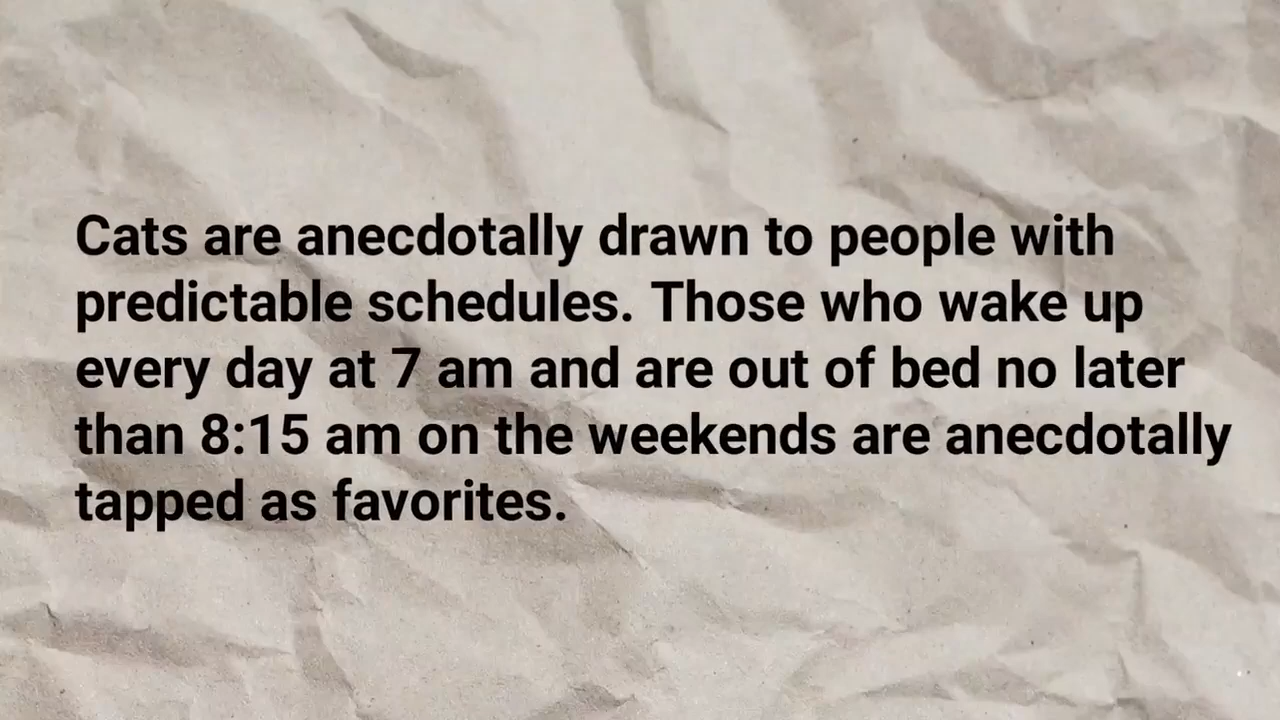 Cats are anecdotally drawn to people with
predictable schedules. Those who wake up
every day at 7 am and are out of bed no later
than 8:15 am on the weekends are anecdotally
tapped as favorites.